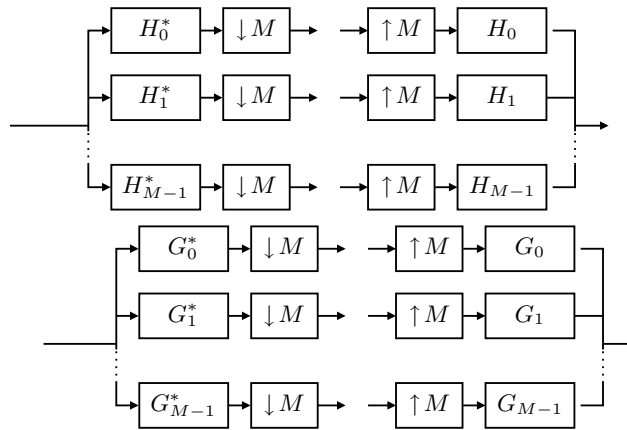 H_0^* ↓M ↑M H_0
H_1^* ↓M ↑M H_1
H_{M-1}^* ↓M ↑M H_{M-1}
G_0^* ↓M ↑M G_0
G_1^* ↓M ↑M G_1
G_{M-1}^* ↓M ↑M G_{M-1}